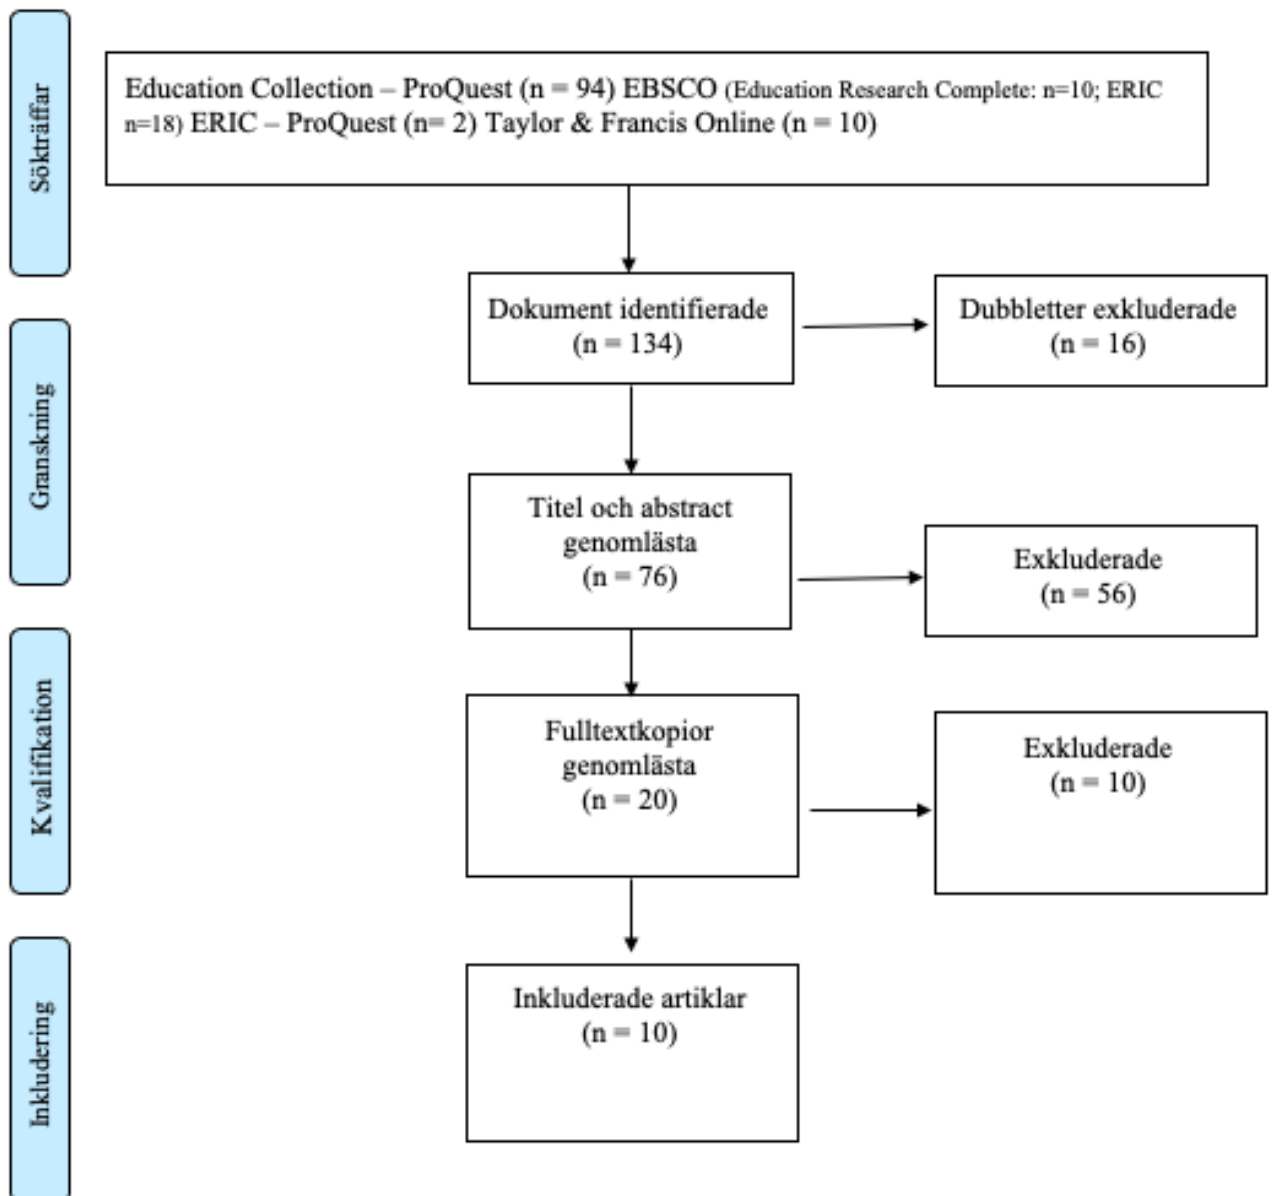 Sökträffar
Education Collection – ProQuest (n = 94) EBSCO (Education Research Complete: n=10; ERIC
n=18) ERIC – ProQuest (n= 2) Taylor & Francis Online (n = 10)
Dokument identifierade
(n = 134)
Dubbletter exkluderade
(n = 16)
Granskning
Titel och abstract
genomlästa
(n = 76)
Exkluderade
(n = 56)
Kvalifikation
Fulltextkopior
genomlästa
(n = 20)
Exkluderade
(n = 10)
Inkludering
Inkluderade artiklar
(n = 10)